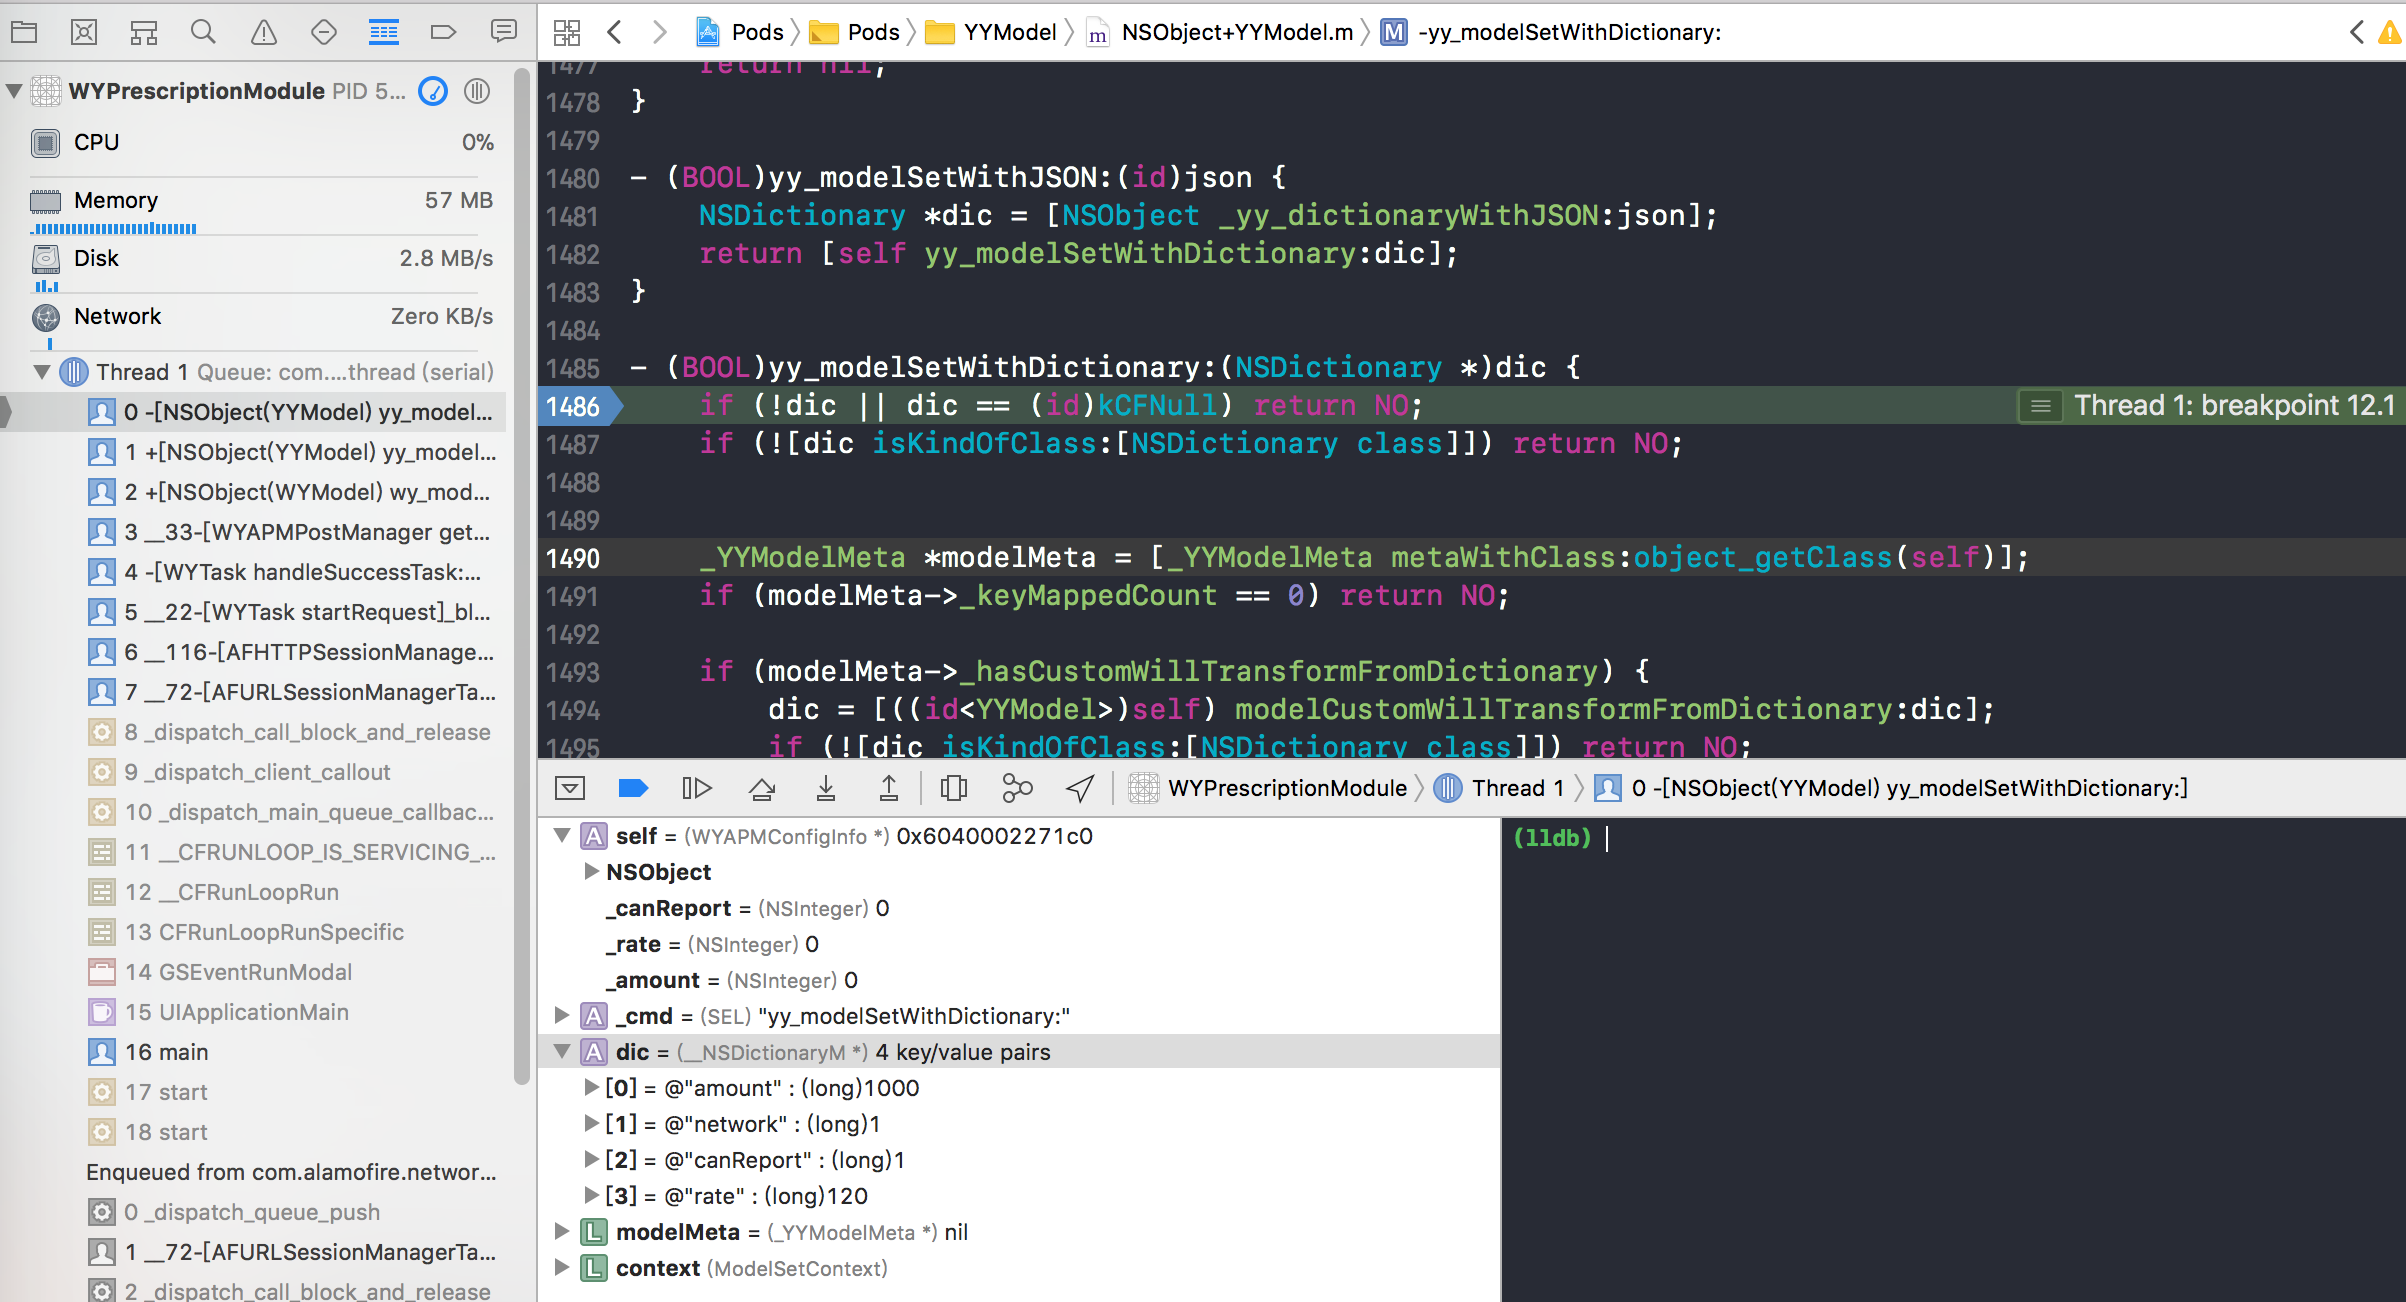 Pods
Pods
YYModel
m NSObject+YYModel.m
M -yy_modelSetWithDictionary:
WYPrescriptionModule PID 5...
CPU 0%
Memory 57 MB
Disk 2.8 MB/s
Network Zero KB/s
Thread 1 Queue: com....thread (serial)
0 -[NSObject(YYModel) yy_model...
1 +[NSObject(YYModel) yy_model...
2 +[NSObject(WYModel) wy_mod...
3 __33-[WYAPMPostManager get...
4 -[WYTask handleSuccessTask:...
5 __22-[WYTask startRequest]_bl...
6 __116-[AFHTTPSessionManage...
7 __72-[AFURLSessionManagerTa...
8 _dispatch_call_block_and_release
9 _dispatch_client_callout
10 _dispatch_main_queue_callbac...
11 __CFRUNLOOP_IS_SERVICING_...
12 __CFRunLoopRun
13 CFRunLoopRunSpecific
14 GSEventRunModal
15 UIApplicationMain
16 main
17 start
18 start
Enqueued from com.alamofire.networ...
0 _dispatch_queue_push
1 __72-[AFURLSessionManagerTa...
2 _dispatch_call_block_and_release
1477 return nil;
1478 }
1479
1480 - (BOOL)yy_modelSetWithJSON:(id)json {
1481 NSDictionary *dic = [NSObject _yy_dictionaryWithJSON:json];
1482 return [self yy_modelSetWithDictionary:dic];
1483 }
1484
1485 - (BOOL)yy_modelSetWithDictionary:(NSDictionary *)dic {
1486 if (!dic || dic == (id)kCFNull) return NO; Thread 1: breakpoint 12.1
1487 if (![dic isKindOfClass:[NSDictionary class]]) return NO;
1488
1489
1490 _YYModelMeta *modelMeta = [_YYModelMeta metaWithClass:object_getClass(self)];
1491 if (modelMeta->_keyMappedCount == 0) return NO;
1492
1493 if (modelMeta->_hasCustomWillTransformFromDictionary) {
1494 dic = [((id<YYModel>)self) modelCustomWillTransformFromDictionary:dic];
1495 if (![dic isKindOfClass:[NSDictionary class]]) return NO;
WYPrescriptionModule
Thread 1
0 -[NSObject(YYModel) yy_modelSetWithDictionary:]
A self = (WYAPMConfigInfo *) 0x6040002271c0
NSObject
_canReport = (NSInteger) 0
_rate = (NSInteger) 0
_amount = (NSInteger) 0
A _cmd = (SEL) "yy_modelSetWithDictionary:"
A dic = (__NSDictionaryM *) 4 key/value pairs
[0] = @"amount" : (long)1000
[1] = @"network" : (long)1
[2] = @"canReport" : (long)1
[3] = @"rate" : (long)120
L modelMeta = (_YYModelMeta *) nil
L context (ModelSetContext)
(lldb)